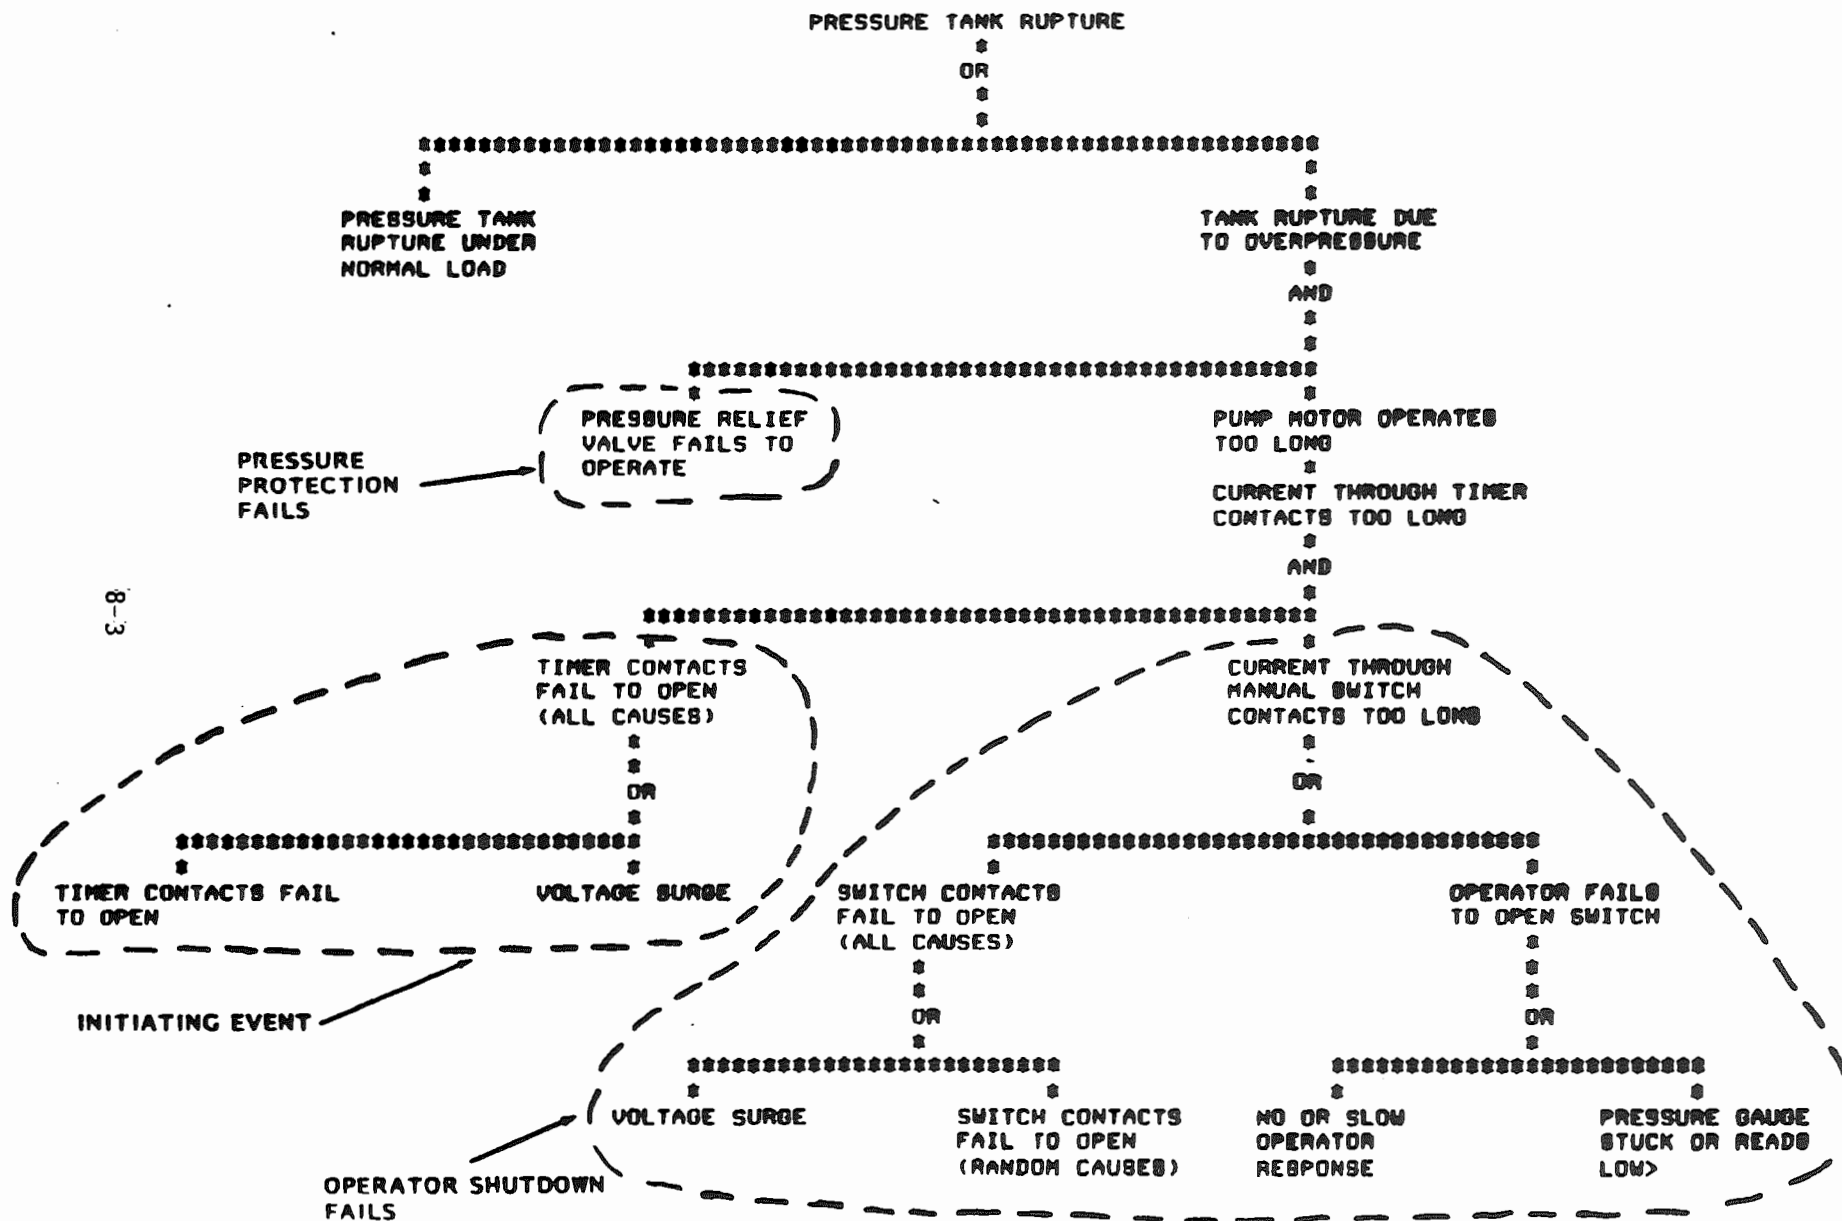 PRESSURE TANK RUPTURE
OR
PRESSURE TANK
RUPTURE UNDER
NORMAL LOAD
TANK RUPTURE DUE
TO OVERPRESSURE
AND
PRESSURE RELIEF
VALVE FAILS TO
OPERATE
PUMP MOTOR OPERATES
TOO LONG
PRESSURE
PROTECTION
FAILS
CURRENT THROUGH TIMER
CONTACTS TOO LONG
AND
8-3
TIMER CONTACTS
FAIL TO OPEN
(ALL CAUSES)
CURRENT THROUGH
MANUAL SWITCH
CONTACTS TOO LONG
OR
OR
TIMER CONTACTS FAIL
TO OPEN
VOLTAGE SURGE
SWITCH CONTACTS
FAIL TO OPEN
(ALL CAUSES)
OPERATOR FAILS
TO OPEN SWITCH
INITIATING EVENT
OR
OR
VOLTAGE SURGE
SWITCH CONTACTS
FAIL TO OPEN
(RANDOM CAUSES)
NO OR SLOW
OPERATOR
RESPONSE
PRESSURE GAUGE
STUCK OR READS
LOW>
OPERATOR SHUTDOWN
FAILS